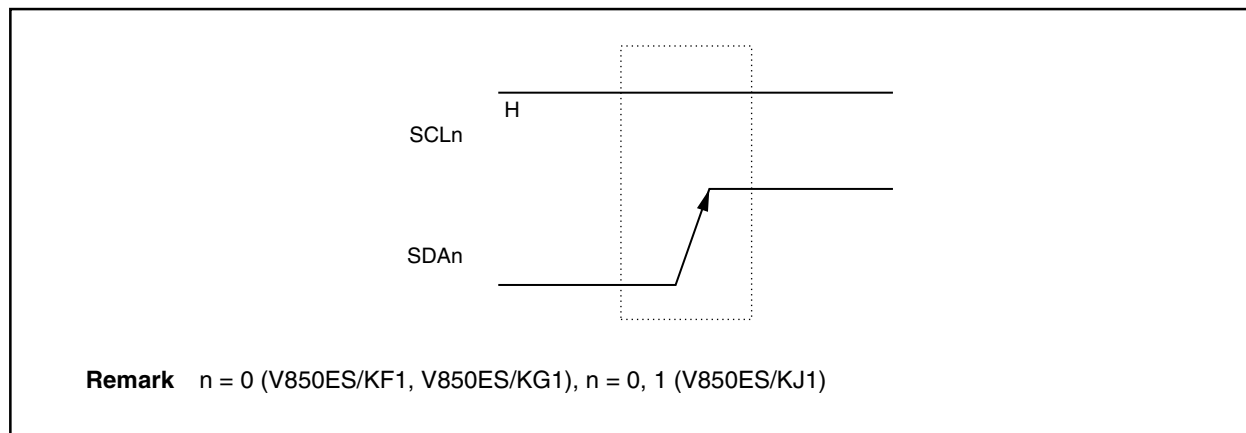 H
SCLn
SDAn
Remark n = 0 (V850ES/KF1, V850ES/KG1), n = 0, 1 (V850ES/KJ1)